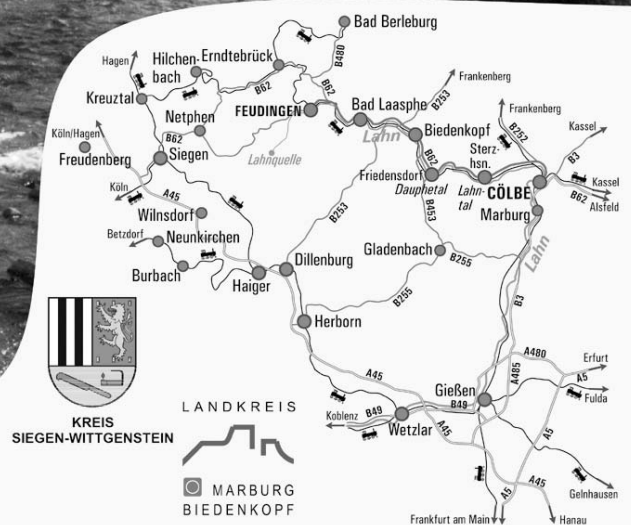 Bad Berleburg
Hagen
Hilchen-
bach
Erndtebrück
B480
Kreuztal
B62
B62
Frankenberg
B253
Netphen
FEUDINGEN
Bad Laasphe
Frankenberg
Köln/Hagen
B62
Lahn
Biedenkopf
B252
Kassel
Freudenberg
Siegen
Lahnquelle
B62
Sterz-
hsn.
B3
Friedensdorf
Dauphetal
Lahn-
tal
CÖLBE
Kassel
B62
Alsfeld
Köln
A45
Wilnsdorf
B253
B453
Marburg
Betzdorf
Neunkirchen
Gladenbach
Lahn
Burbach
Haiger
Dillenburg
B255
B255
B3
Herborn
A45
A480
Erfurt
A485
A5
Gießen
Fulda
KREIS
SIEGEN-WITTGENSTEIN
LANDKREIS
MARBURG
BIEDENKOPF
Koblenz
B49
B49
Wetzlar
A45
A5
A45
Gelnhausen
Frankfurt am Main
A5
Hanau